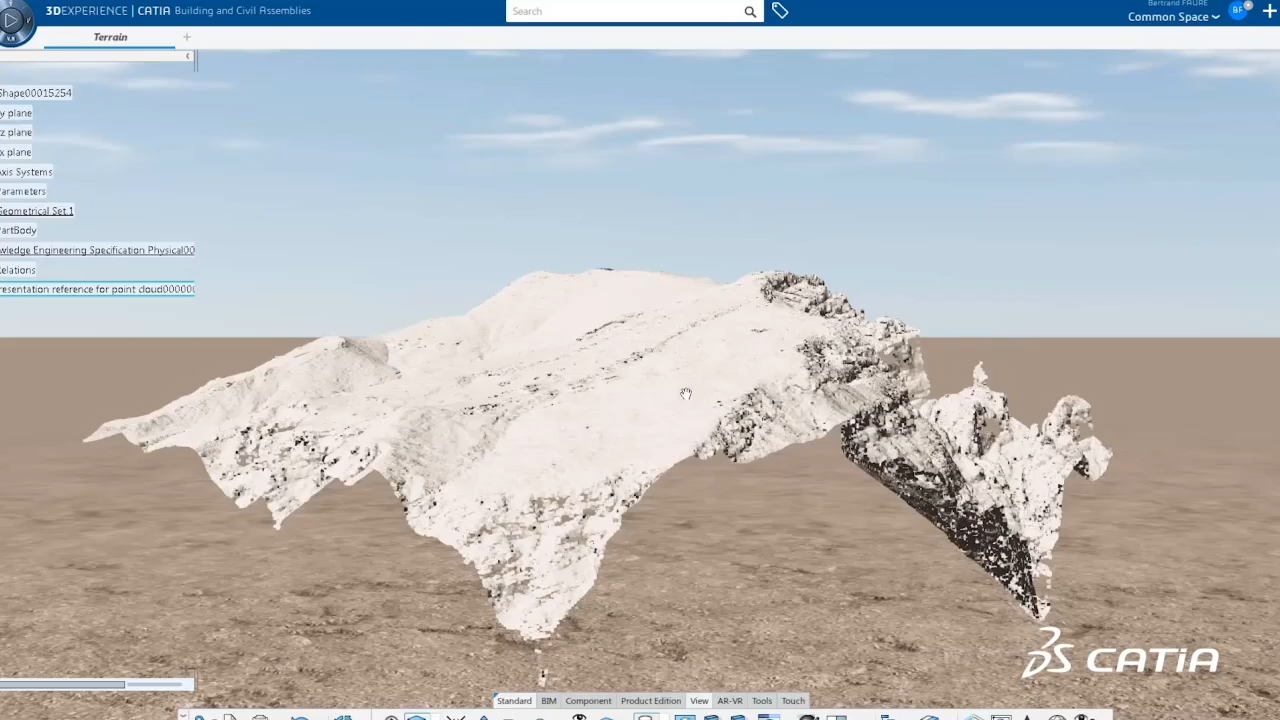 3DEXPERIENCE | CATIA Building and Civil Assemblies
Search
Bertrand FAURE
Common Space
BF
V.R
Terrain
+
Shape00015254
y plane
z plane
x plane
Axis Systems
Parameters
Geometrical Set.1
PartBody
wledge Engineering Specification Physical00
Relations
resentation reference for point cloud00000
CATIA
Standard BIM Component Product Edition View AR-VR Tools Touch